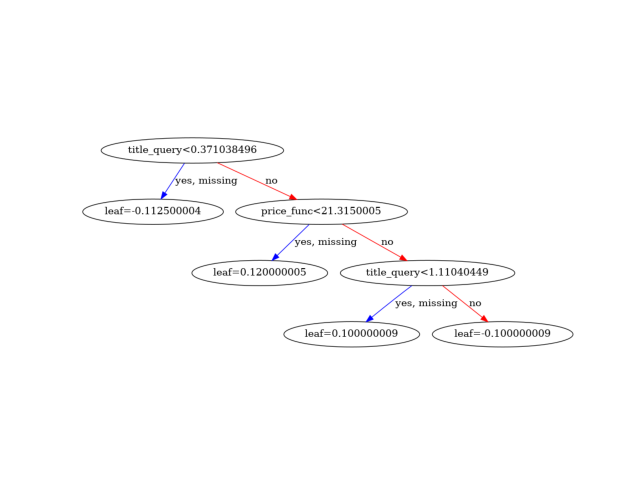 title_query<0.371038496
yes, missing
no
leaf=-0.112500004
price_func<21.3150005
yes, missing
no
leaf=0.120000005
title_query<1.11040449
yes, missing
no
leaf=0.100000009
leaf=-0.100000009